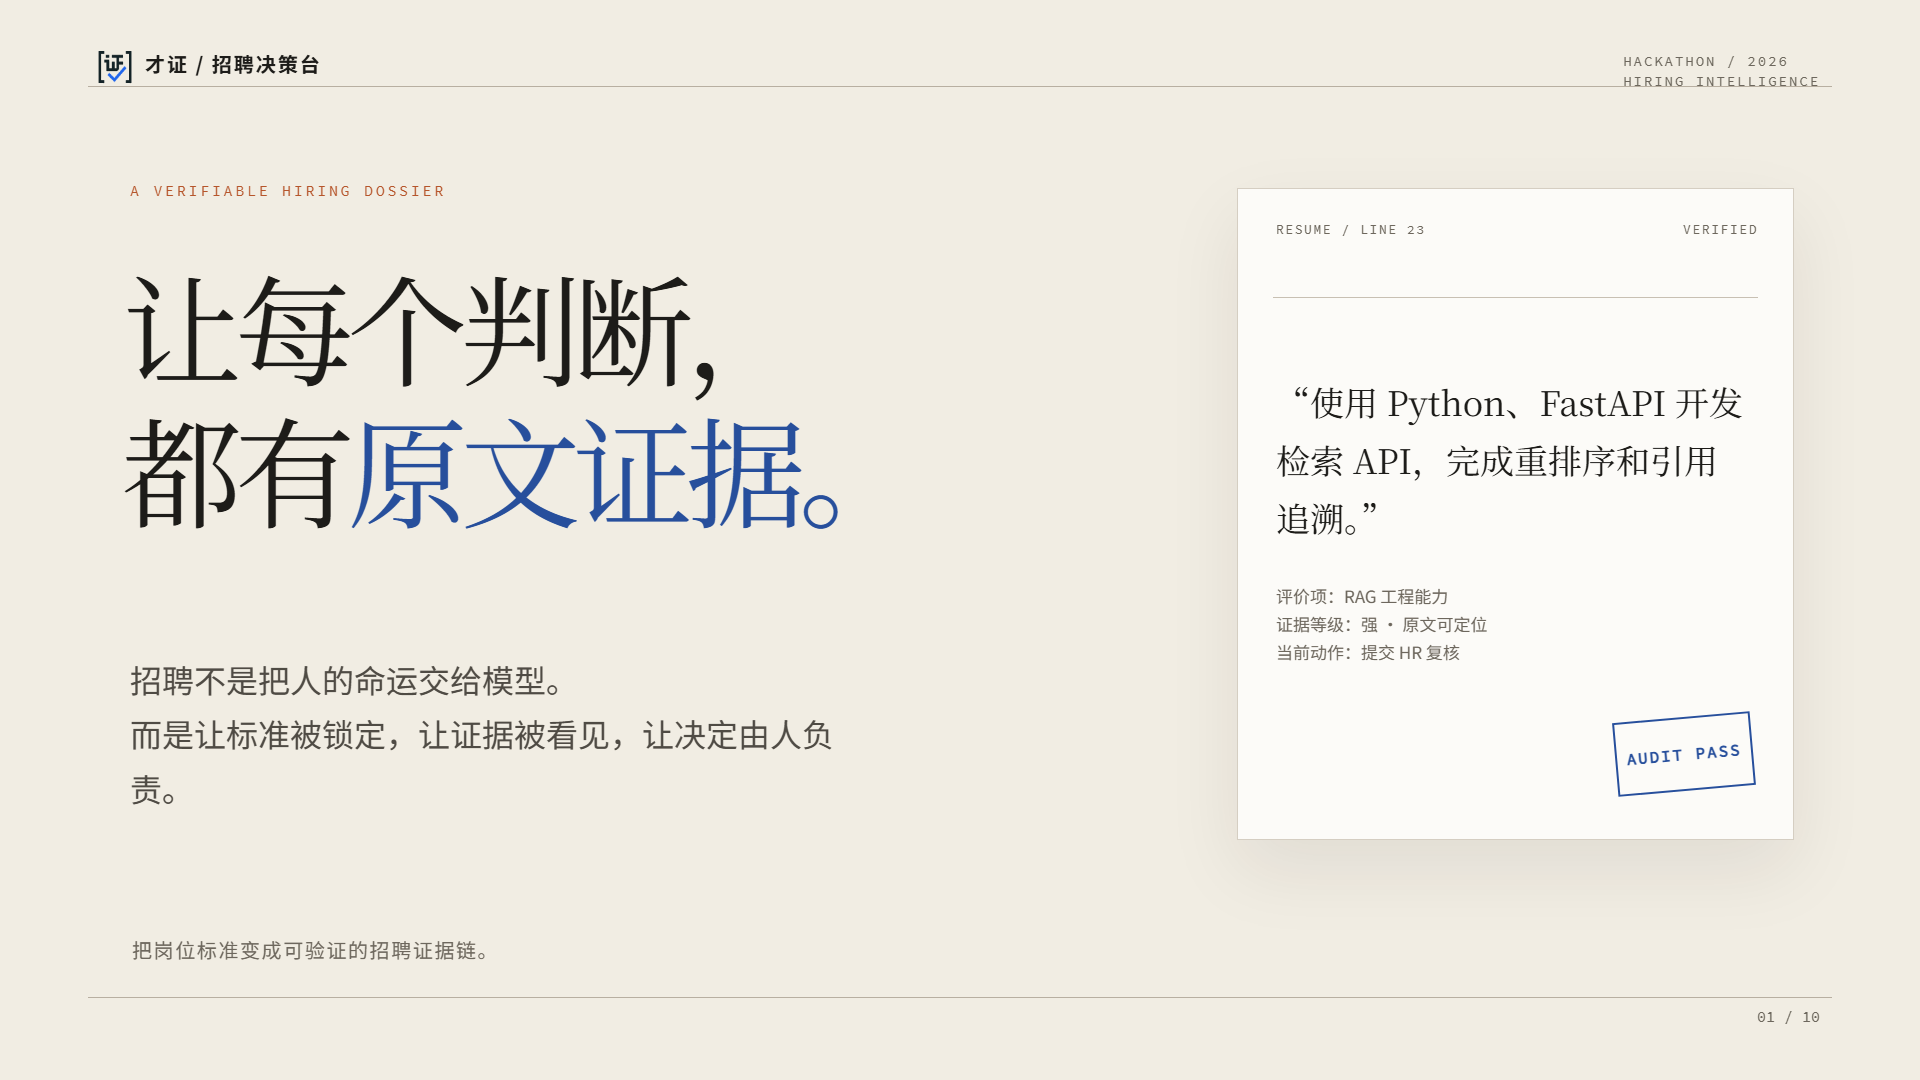 证
才证 / 招聘决策台
HACKATHON / 2026
HIRING INTELLIGENCE
A VERIFIABLE HIRING DOSSIER
让每个判断，
都有原文证据。
招聘不是把人的命运交给模型。
而是让标准被锁定，让证据被看见，让决定由人负
责。
把岗位标准变成可验证的招聘证据链。
RESUME / LINE 23
VERIFIED
“使用 Python、FastAPI 开发
检索 API，完成重排序和引用
追溯。”
评价项：RAG 工程能力
证据等级：强 · 原文可定位
当前动作：提交 HR 复核
AUDIT PASS
01 / 10